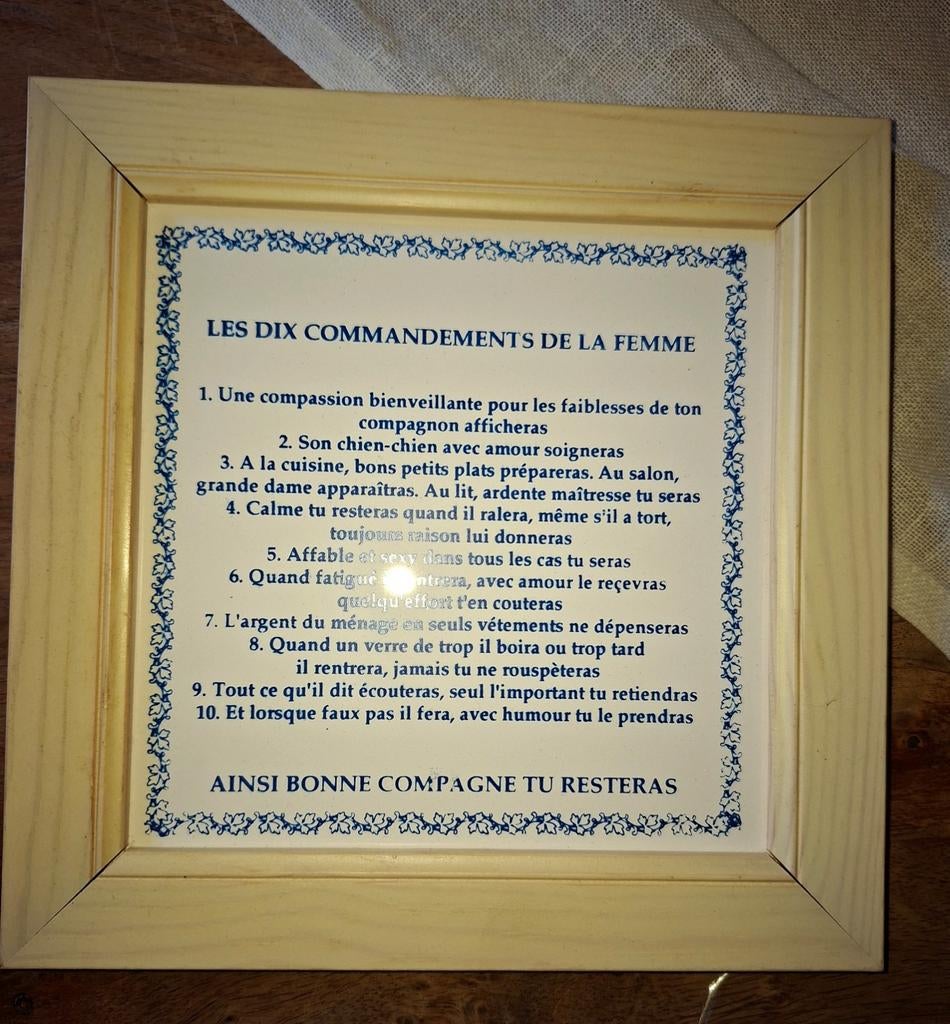 LES DIX COMMANDEMENTS DE LA FEMME
1. Une compassion bienveillante pour les faiblesses de ton
compagnon afficheras
2. Son chien-chien avec amour soigneras
3. A la cuisine, bons petits plats prépareras. Au salon,
grande dame apparaîtras. Au lit, ardente maîtresse tu seras
4. Calme tu resteras quand il ralera, même s'il a tort,
toujours raison lui donneras
5. Affable et sexy dans tous les cas tu seras
6. Quand fatigué rentrera, avec amour le reçevras
quelqu'effort t'en couteras
7. L'argent du ménage en seuls vétements ne dépenseras
8. Quand un verre de trop il boira ou trop tard
il rentrera, jamais tu ne rouspèteras
9. Tout ce qu'il dit écouteras, seul l'important tu retiendras
10. Et lorsque faux pas il fera, avec humour tu le prendras
AINSI BONNE COMPAGNE TU RESTERAS